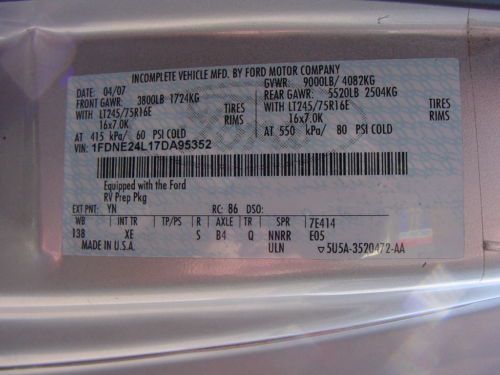 INCOMPLETE VEHICLE MFD. BY FORD MOTOR COMPANY
DATE: 04/07 GVWR: 9000LB/ 4082KG
FRONT GAWR: 3800LB 1724KG REAR GAWR: 5520LB 2504KG
WITH LT245/75R16E TIRES WITH LT245/75R16E TIRES
16x7.0K RIMS 16x7.0K RIMS
AT 415 kPa/ 60 PSI COLD AT 550 kPa/ 80 PSI COLD
VIN: 1FDNE24L17DA95352
Equipped with the Ford
RV Prep Pkg
EXT PNT: YN RC: 86 DSO:
WB INT TR TP/PS R AXLE TR SPR 7E414
138 XE S B4 Q NNRR E05
MADE IN U.S.A. ULN ▽5U5A-3520472-AA